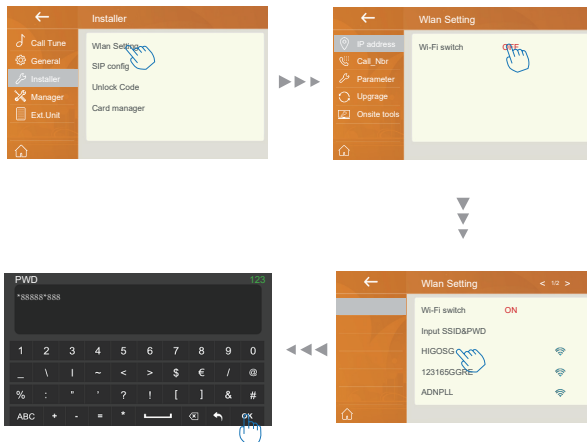 Installer
Call Tune
General
Installer
Manager
Ext.Unit
Wlan Setting
SIP config
Unlock Code
Card manager
Wlan Setting
IP address
Call_Nbr
Parameter
Upgrage
Onsite tools
Wi-Fi switch OFF
PWD 123
*88888*888
1 2 3 4 5 6 7 8 9 0
_ \ | ~ < > $ € / @
% : " ' ? ! [ ] & #
ABC + - = * OK
Wlan Setting < 1/2 >
Wi-Fi switch ON
Input SSID&PWD
HIGOSG
123165GGRE
ADNPLL